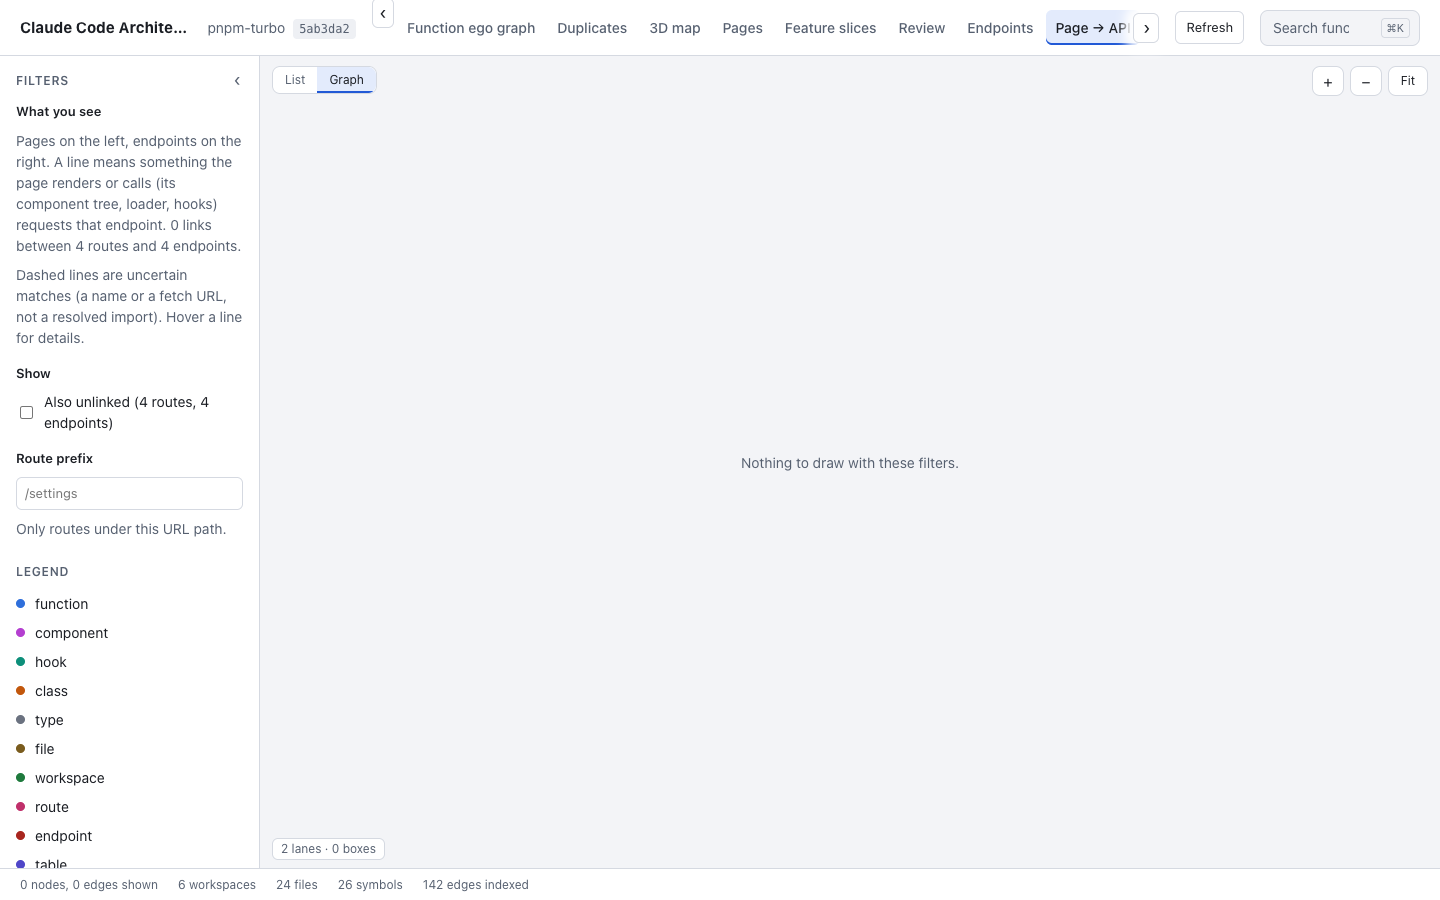 Claude Code Archite...
pnpm-turbo 5ab3da2
‹
Function ego graph
Duplicates
3D map
Pages
Feature slices
Review
Endpoints
Page → API
›
Refresh
Search func ⌘K
FILTERS ‹
What you see
Pages on the left, endpoints on the
right. A line means something the
page renders or calls (its
component tree, loader, hooks)
requests that endpoint. 0 links
between 4 routes and 4 endpoints.
Dashed lines are uncertain
matches (a name or a fetch URL,
not a resolved import). Hover a line
for details.
Show
Also unlinked (4 routes, 4
endpoints)
Route prefix
/settings
Only routes under this URL path.
LEGEND
function
component
hook
class
type
file
workspace
route
endpoint
table
List Graph
+ − Fit
Nothing to draw with these filters.
2 lanes · 0 boxes
0 nodes, 0 edges shown 6 workspaces 24 files 26 symbols 142 edges indexed